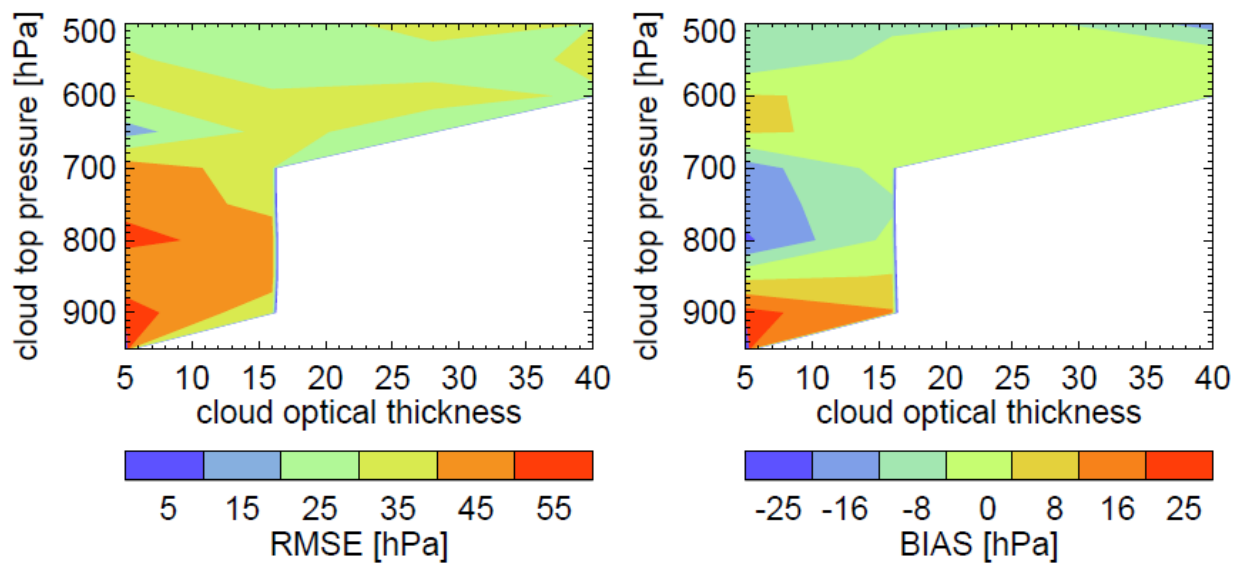 cloud top pressure [hPa]
500
600
700
800
900
5 10 15 20 25 30 35 40
cloud optical thickness
5 15 25 35 45 55
RMSE [hPa]
cloud top pressure [hPa]
500
600
700
800
900
5 10 15 20 25 30 35 40
cloud optical thickness
-25 -16 -8 0 8 16 25
BIAS [hPa]